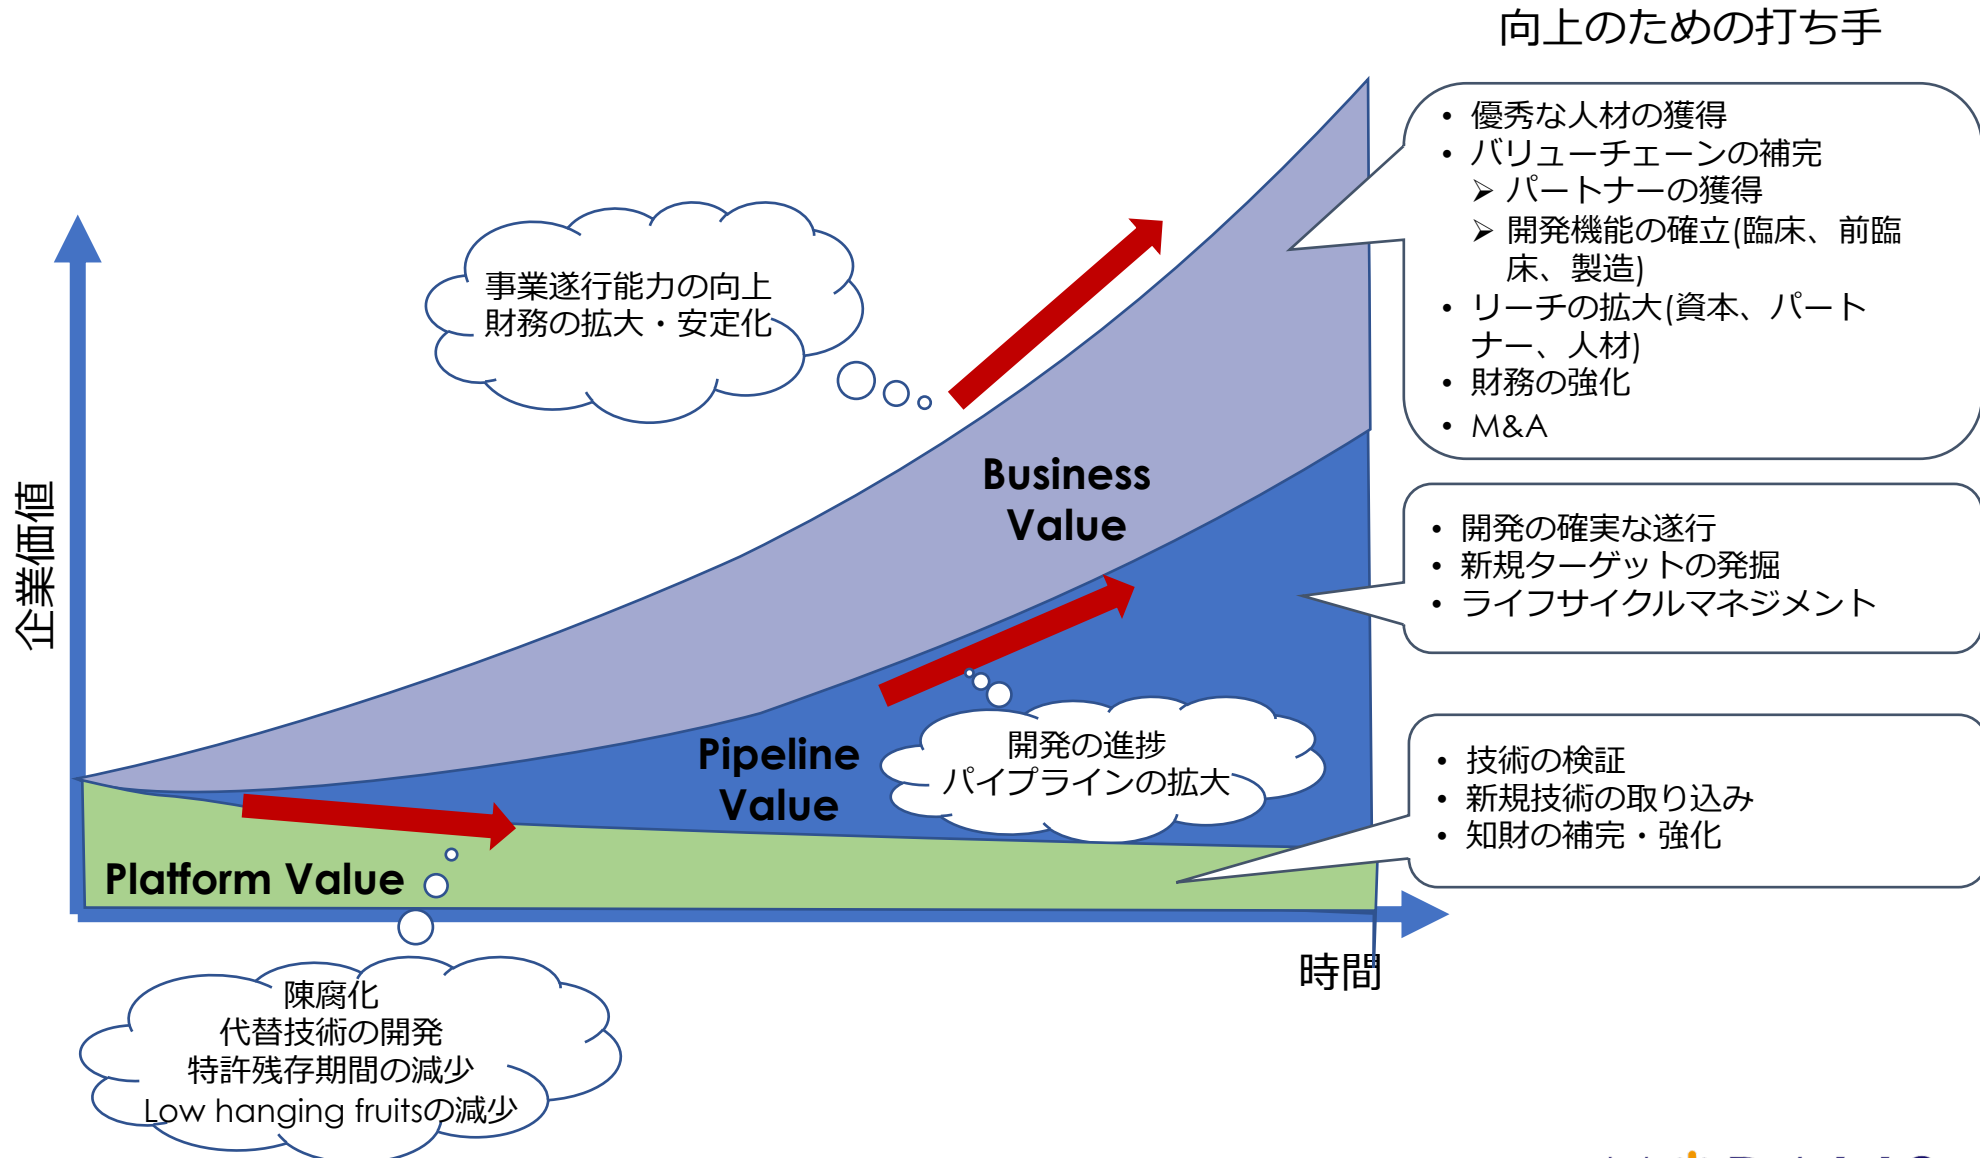 向上のための打ち手
• 優秀な人材の獲得
• バリューチェーンの補完
➢ パートナーの獲得
➢ 開発機能の確立(臨床、前臨
床、製造)
• リーチの拡大(資本、パート
ナー、人材)
• 財務の強化
• M&A
事業遂行能力の向上
財務の拡大・安定化
企業価値
Business
Value
• 開発の確実な遂行
• 新規ターゲットの発掘
• ライフサイクルマネジメント
Pipeline
Value
開発の進捗
パイプラインの拡大
• 技術の検証
• 新規技術の取り込み
• 知財の補完・強化
Platform Value
時間
陳腐化
代替技術の開発
特許残存期間の減少
Low hanging fruitsの減少